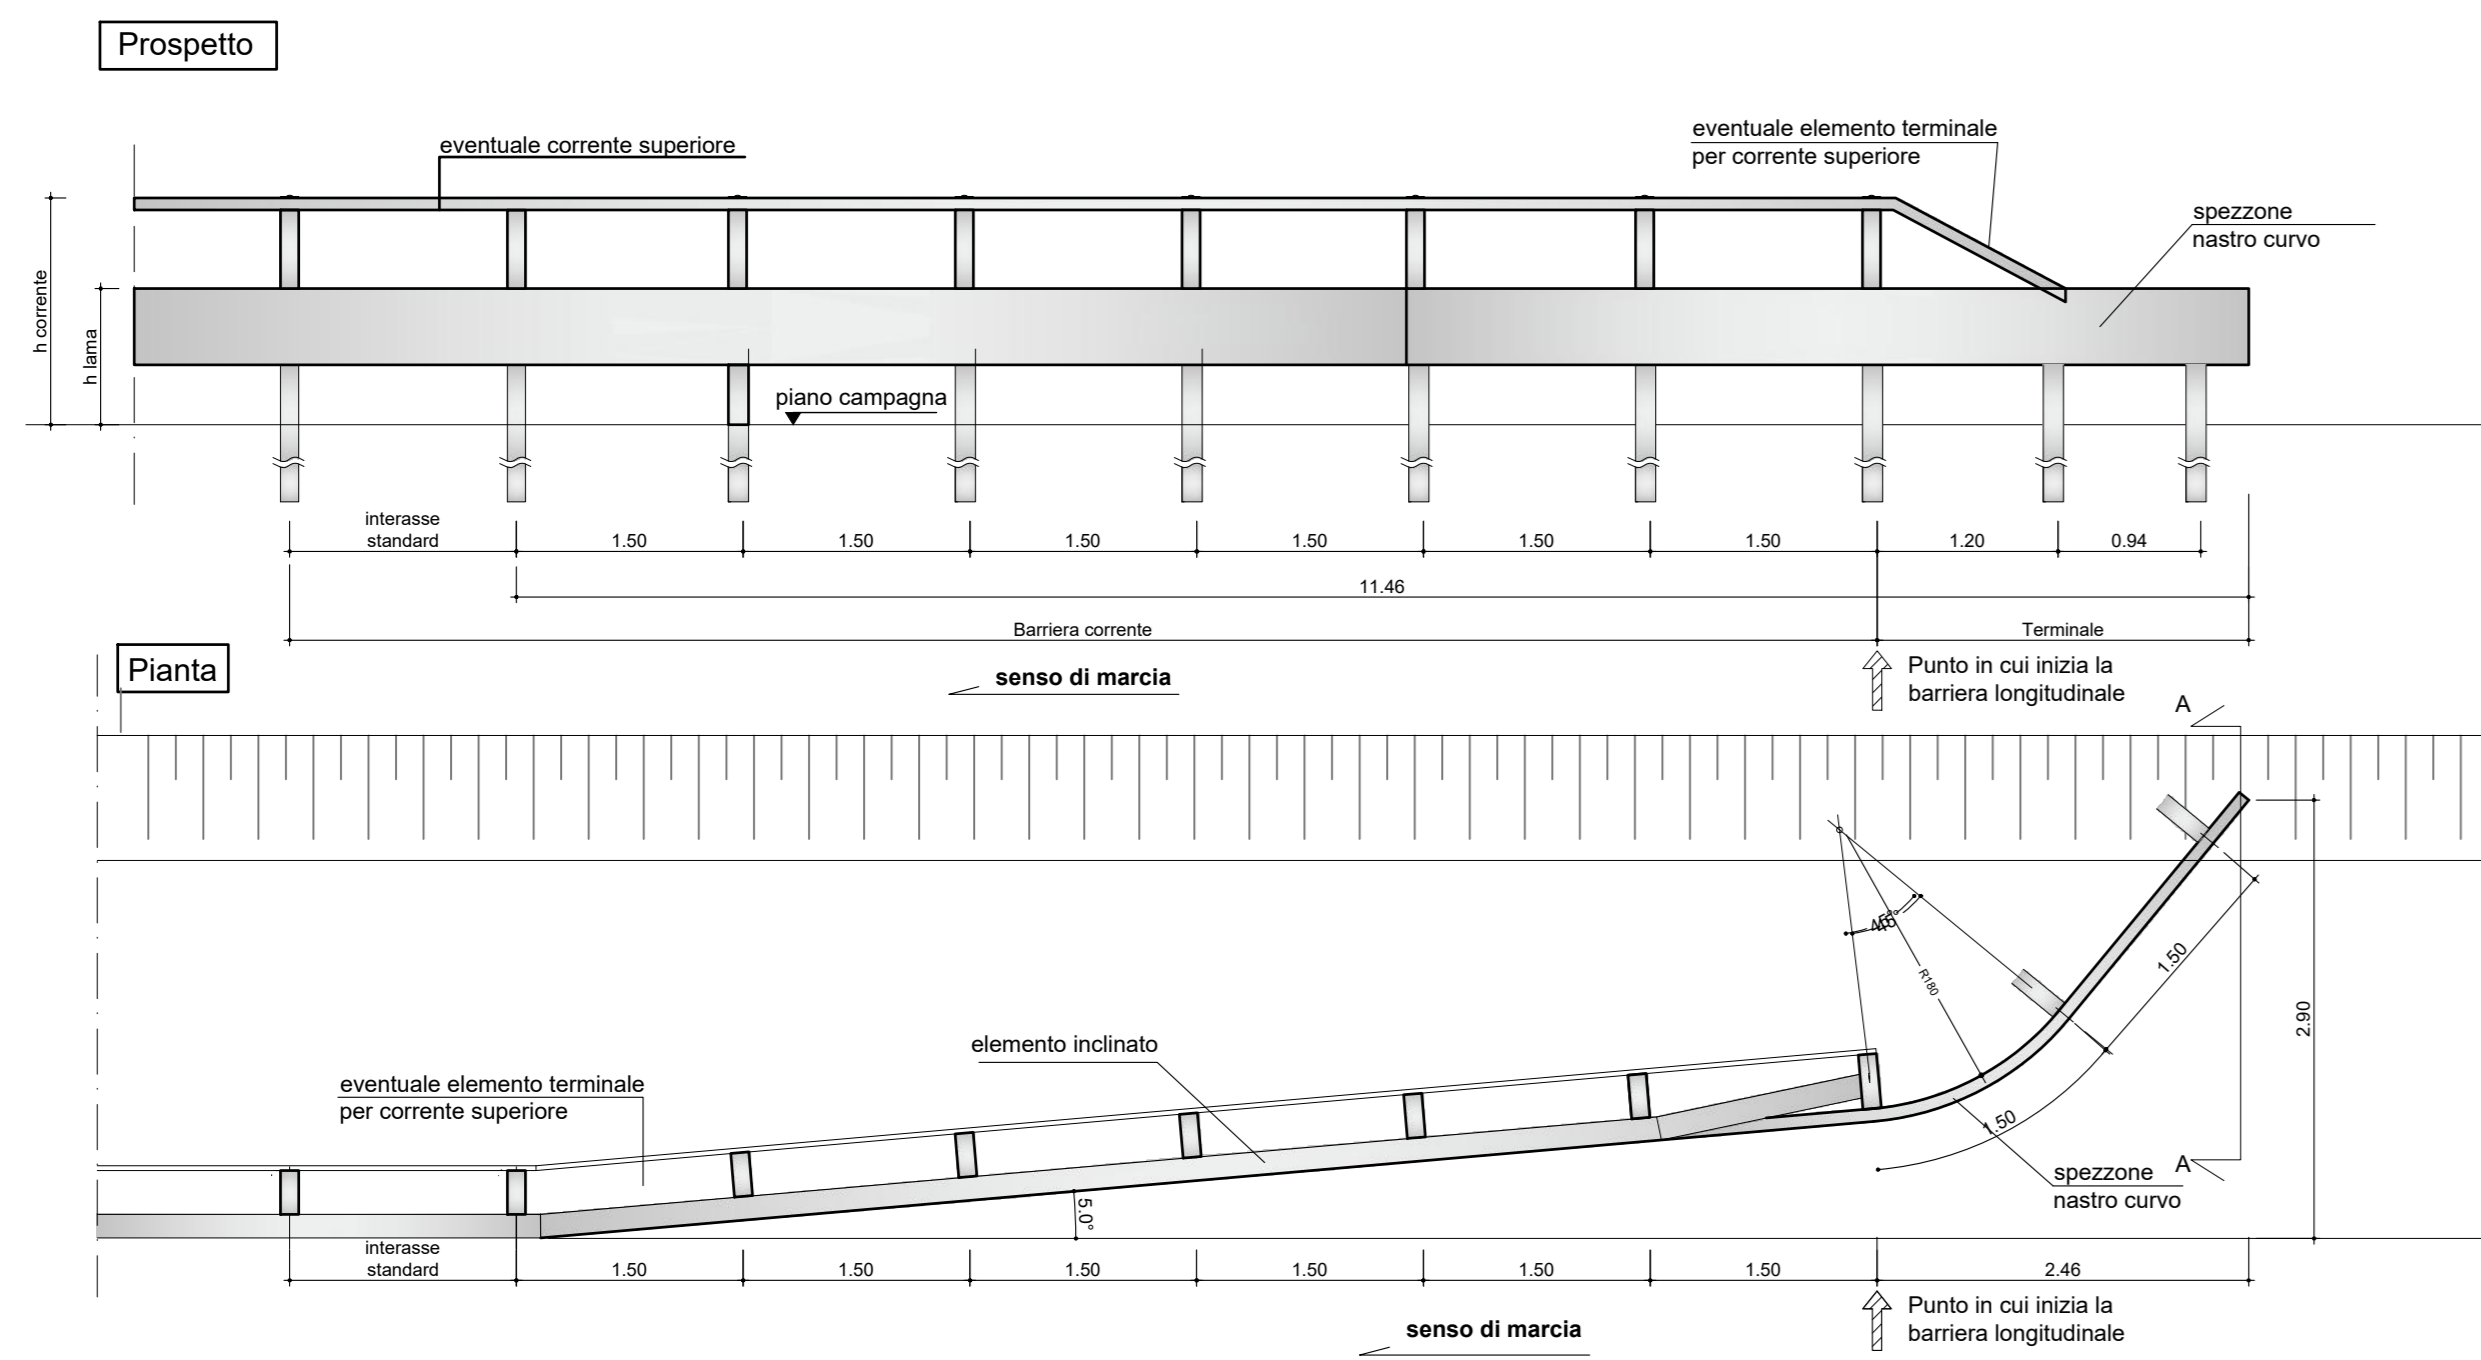 Prospetto
eventuale corrente superiore
eventuale elemento terminale
per corrente superiore
spezzone
nastro curvo
h corrente
h lama
piano campagna
interasse
standard
1.50
1.50
1.50
1.50
1.50
1.50
1.20
0.94
11.46
Barriera corrente
Terminale
Pianta
senso di marcia
Punto in cui inizia la
barriera longitudinale
A
R180
1.50
2.90
elemento inclinato
eventuale elemento terminale
per corrente superiore
1.50
A
spezzone
nastro curvo
5.0°
interasse
standard
1.50
1.50
1.50
1.50
1.50
1.50
2.46
Punto in cui inizia la
barriera longitudinale
senso di marcia